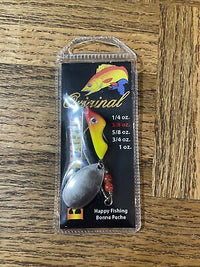 Original
1/4 oz.
3/8 oz.
5/8 oz.
3/4 oz.
1 oz.
Happy Fishing
Bonne Peche